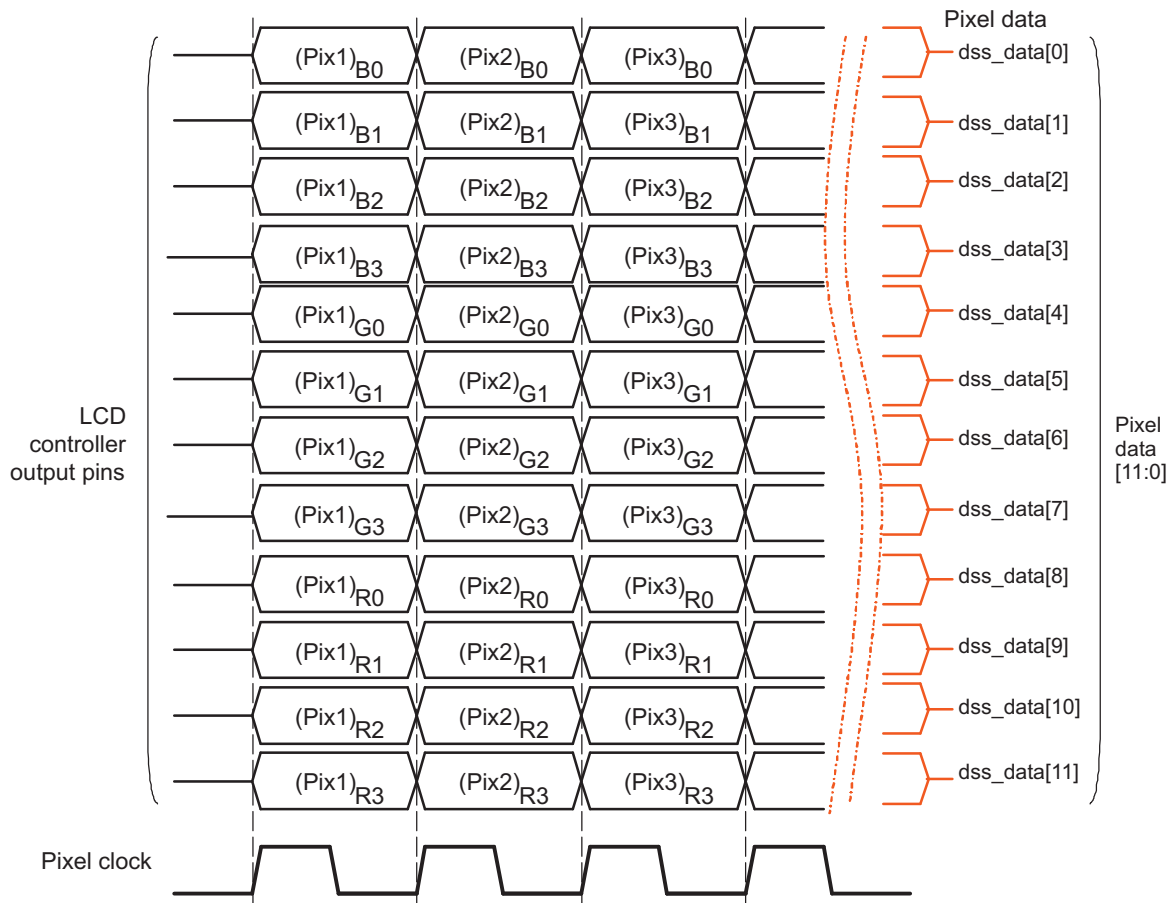 Pixel data
(Pix1)B0 (Pix2)B0 (Pix3)B0 dss_data[0]
(Pix1)B1 (Pix2)B1 (Pix3)B1 dss_data[1]
(Pix1)B2 (Pix2)B2 (Pix3)B2 dss_data[2]
(Pix1)B3 (Pix2)B3 (Pix3)B3 dss_data[3]
(Pix1)G0 (Pix2)G0 (Pix3)G0 dss_data[4]
(Pix1)G1 (Pix2)G1 (Pix3)G1 dss_data[5]
LCD
controller
output pins
(Pix1)G2 (Pix2)G2 (Pix3)G2 dss_data[6]
Pixel
data
[11:0]
(Pix1)G3 (Pix2)G3 (Pix3)G3 dss_data[7]
(Pix1)R0 (Pix2)R0 (Pix3)R0 dss_data[8]
(Pix1)R1 (Pix2)R1 (Pix3)R1 dss_data[9]
(Pix1)R2 (Pix2)R2 (Pix3)R2 dss_data[10]
(Pix1)R3 (Pix2)R3 (Pix3)R3 dss_data[11]
Pixel clock